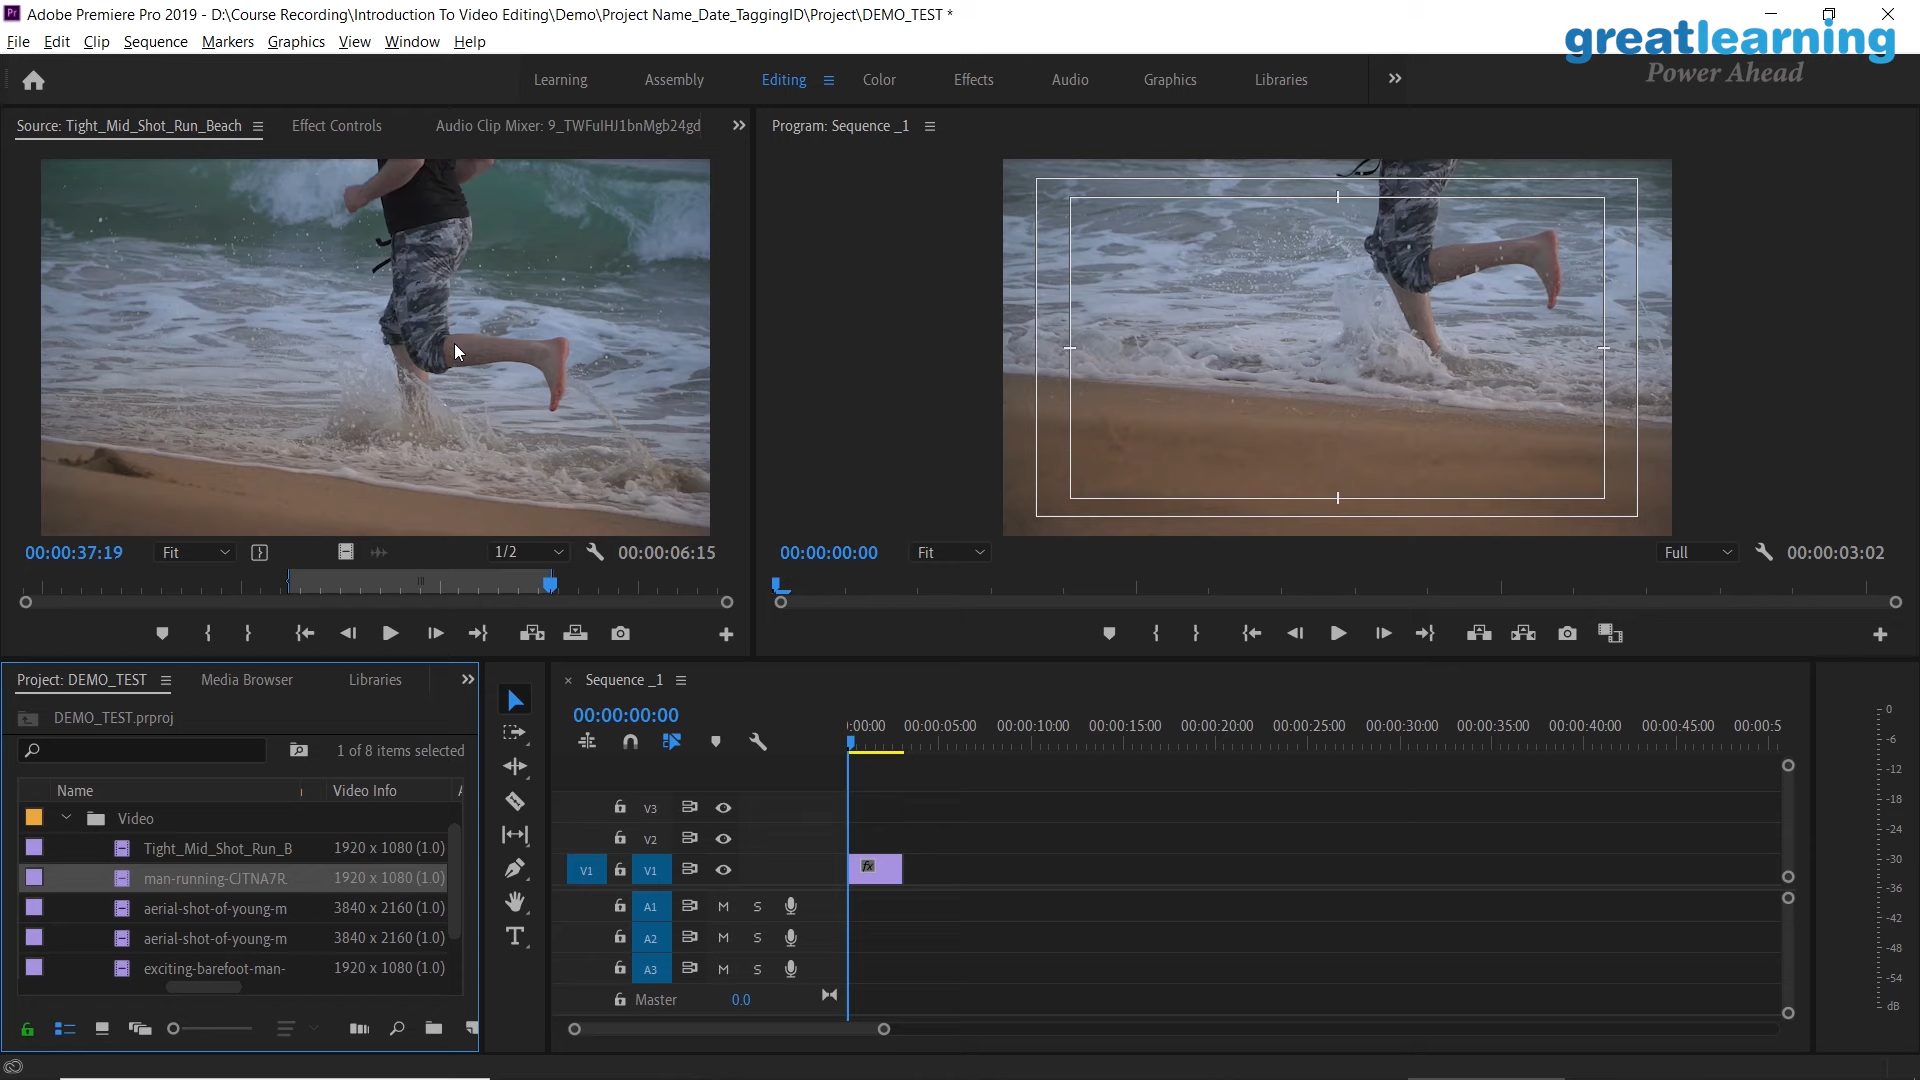 Pr Adobe Premiere Pro 2019 - D:\Course Recording\Introduction To Video Editing\Demo\Project Name_Date_TaggingID\Project\DEMO_TEST *
File Edit Clip Sequence Markers Graphics View Window Help
greatlearning
Power Ahead
Learning Assembly Editing Color Effects Audio Graphics Libraries
Source: Tight_Mid_Shot_Run_Beach Effect Controls Audio Clip Mixer: 9_TWFuIHJ1bnMgb24gd
Program: Sequence _1
00:00:37:19 Fit 1/2 00:00:06:15
00:00:00:00 Fit Full 00:00:03:02
Project: DEMO_TEST Media Browser Libraries
DEMO_TEST.prproj
1 of 8 items selected
Name Video Info
Video
Tight_Mid_Shot_Run_B 1920 x 1080 (1.0)
man-running-CJTNA7R 1920 x 1080 (1.0)
aerial-shot-of-young-m 3840 x 2160 (1.0)
aerial-shot-of-young-m 3840 x 2160 (1.0)
exciting-barefoot-man- 1920 x 1080 (1.0)
× Sequence _1
00:00:00:00
:00:00 00:00:05:00 00:00:10:00 00:00:15:00 00:00:20:00 00:00:25:00 00:00:30:00 00:00:35:00 00:00:40:00 00:00:45:00 00:00:5
V3
V2
V1 V1 fx
A1 M S
A2 M S
A3 M S
Master 0.0
0
-6
-12
-18
-24
-30
-36
-42
-48
-54
dB